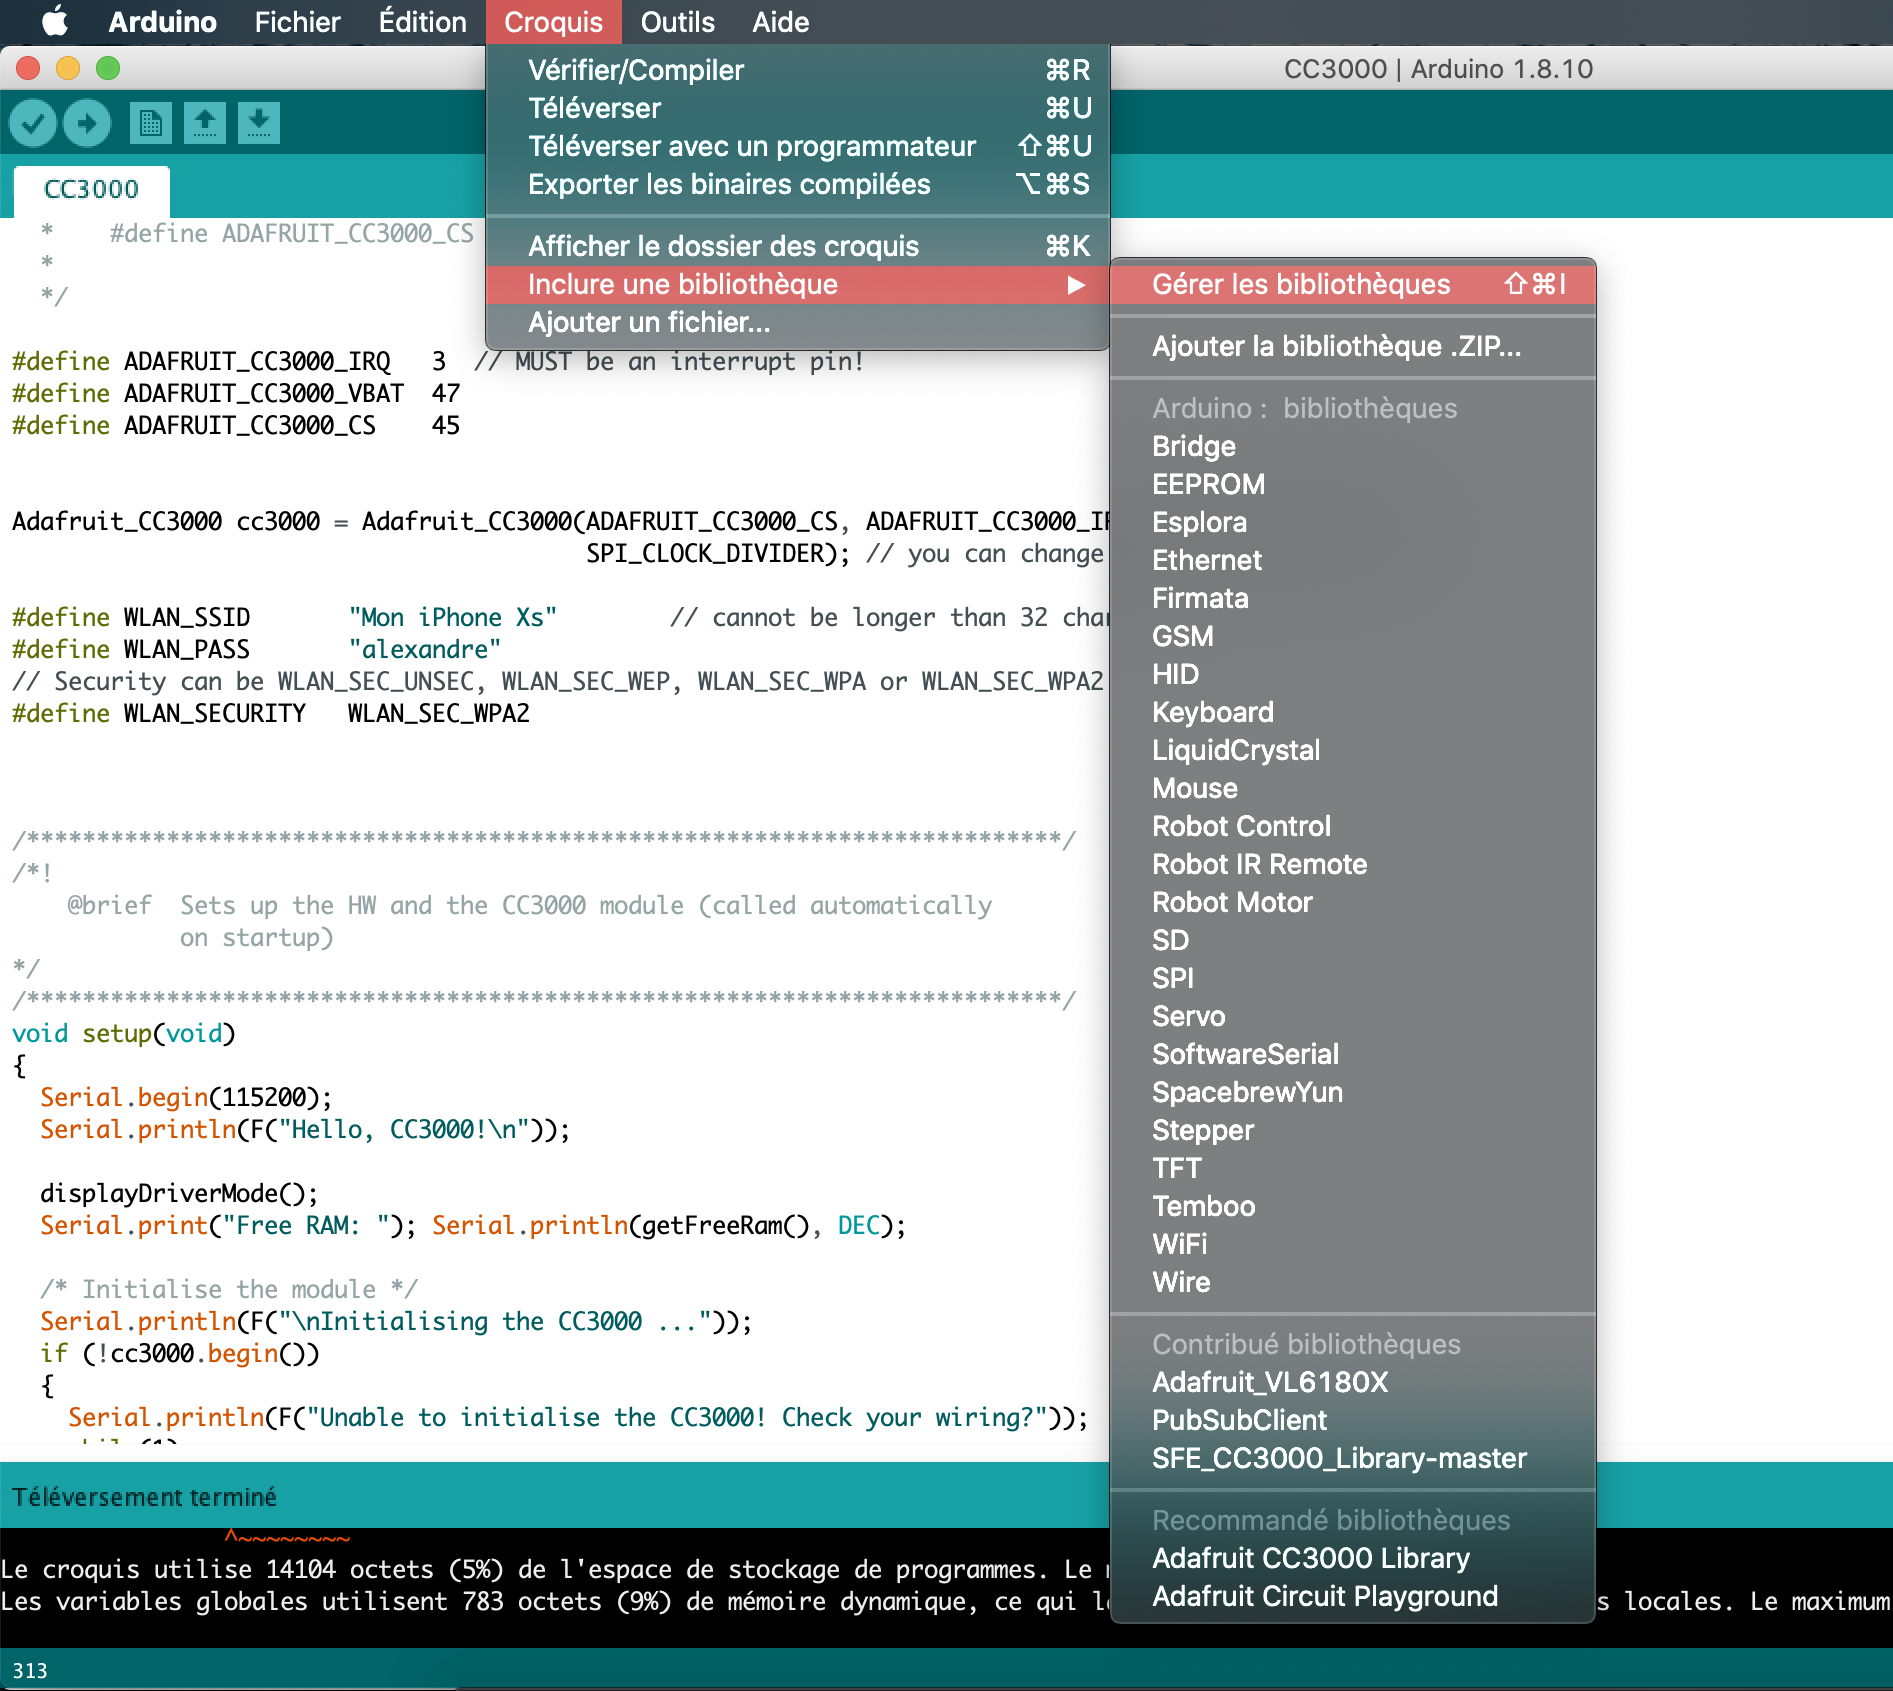 Arduino Fichier Édition Croquis Outils Aide
CC3000 | Arduino 1.8.10
Vérifier/Compiler ⌘R
Téléverser ⌘U
Téléverser avec un programmateur ⇧⌘U
Exporter les binaires compilées ⌥⌘S
Afficher le dossier des croquis ⌘K
Inclure une bibliothèque ▶
Ajouter un fichier...
Gérer les bibliothèques ⇧⌘I
Ajouter la bibliothèque .ZIP...
Arduino : bibliothèques
Bridge
EEPROM
Esplora
Ethernet
Firmata
GSM
HID
Keyboard
LiquidCrystal
Mouse
Robot Control
Robot IR Remote
Robot Motor
SD
SPI
Servo
SoftwareSerial
SpacebrewYun
Stepper
TFT
Temboo
WiFi
Wire
Contribué bibliothèques
Adafruit_VL6180X
PubSubClient
SFE_CC3000_Library-master
Recommandé bibliothèques
Adafruit CC3000 Library
Adafruit Circuit Playground
CC3000
* #define ADAFRUIT_CC3000_CS
*
*/
#define ADAFRUIT_CC3000_IRQ 3 // MUST be an interrupt pin!
#define ADAFRUIT_CC3000_VBAT 47
#define ADAFRUIT_CC3000_CS 45
Adafruit_CC3000 cc3000 = Adafruit_CC3000(ADAFRUIT_CC3000_CS, ADAFRUIT_CC3000_I
SPI_CLOCK_DIVIDER); // you can change
#define WLAN_SSID "Mon iPhone Xs" // cannot be longer than 32 cha
#define WLAN_PASS "alexandre"
// Security can be WLAN_SEC_UNSEC, WLAN_SEC_WEP, WLAN_SEC_WPA or WLAN_SEC_WPA2
#define WLAN_SECURITY WLAN_SEC_WPA2
/**************************************************************************/
/*!
@brief Sets up the HW and the CC3000 module (called automatically
on startup)
*/
/**************************************************************************/
void setup(void)
{
Serial.begin(115200);
Serial.println(F("Hello, CC3000!\n"));
displayDriverMode();
Serial.print("Free RAM: "); Serial.println(getFreeRam(), DEC);
/* Initialise the module */
Serial.println(F("\nInitialising the CC3000 ..."));
if (!cc3000.begin())
{
Serial.println(F("Unable to initialise the CC3000! Check your wiring?"));
Téléversement terminé
^~~~~~~~~
Le croquis utilise 14104 octets (5%) de l'espace de stockage de programmes. Le
Les variables globales utilisent 783 octets (9%) de mémoire dynamique, ce qui l s locales. Le maximum
313